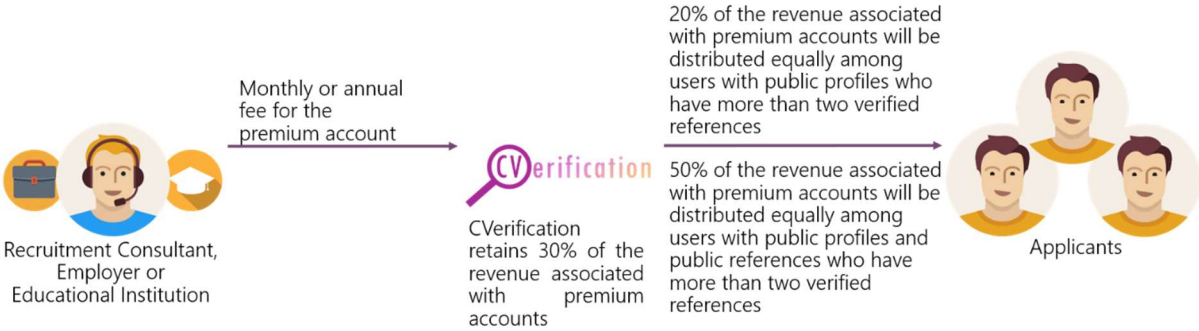 Recruitment Consultant,
Employer or
Educational Institution
Monthly or annual
fee for the
premium account
CVerification
CVerification
retains 30% of the
revenue associated
with premium
accounts
20% of the revenue associated
with premium accounts will be
distributed equally among
users with public profiles who
have more than two verified
references
50% of the revenue associated
with premium accounts will be
distributed equally among
users with public profiles and
public references who have
more than two verified
references
Applicants